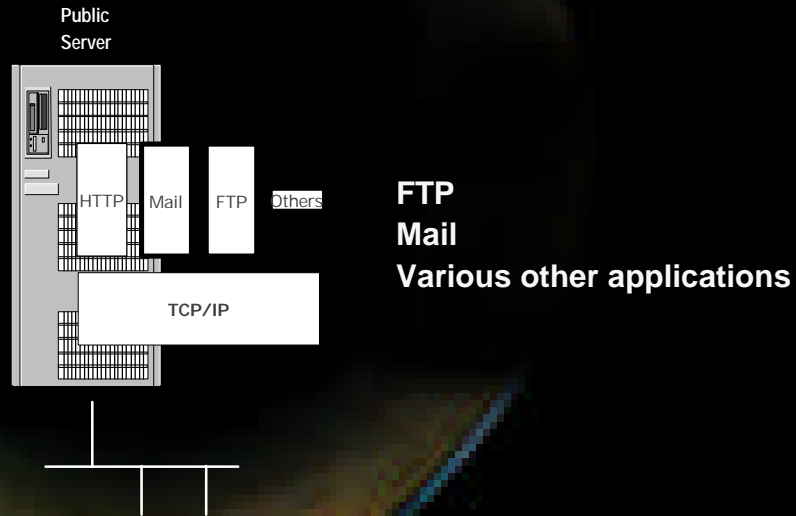 Public
Server
HTTP
Mail
FTP
Others
TCP/IP
FTP
Mail
Various other applications